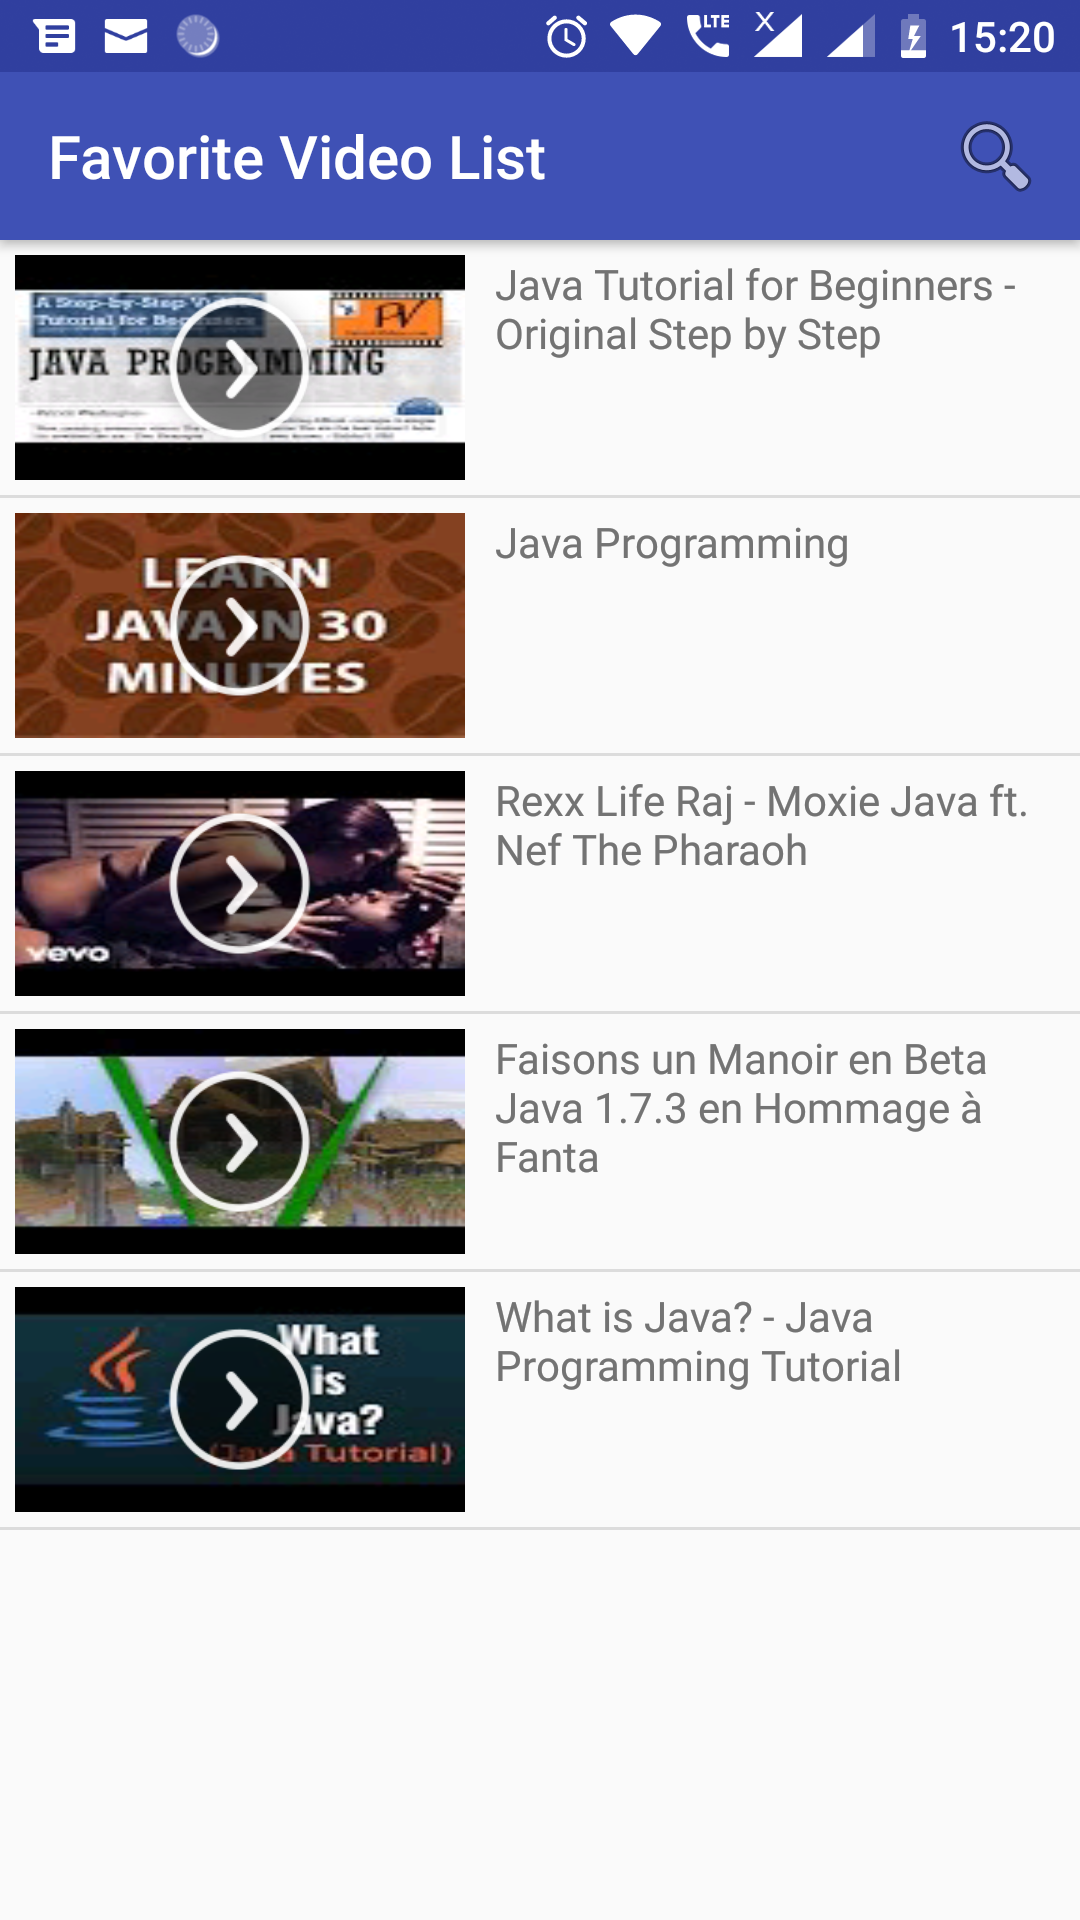 LTE
X
15:20
Favorite Video List
A Step-by-Step Video
Tutorial for Beginners
PV
JAVA PROGRAMMING
Java Tutorial for Beginners -
Original Step by Step
LEARN
JAVA IN 30
MINUTES
Java Programming
vevo
Rexx Life Raj - Moxie Java ft.
Nef The Pharaoh
Faisons un Manoir en Beta
Java 1.7.3 en Hommage à
Fanta
What
is
Java?
(Java Tutorial)
What is Java? - Java
Programming Tutorial